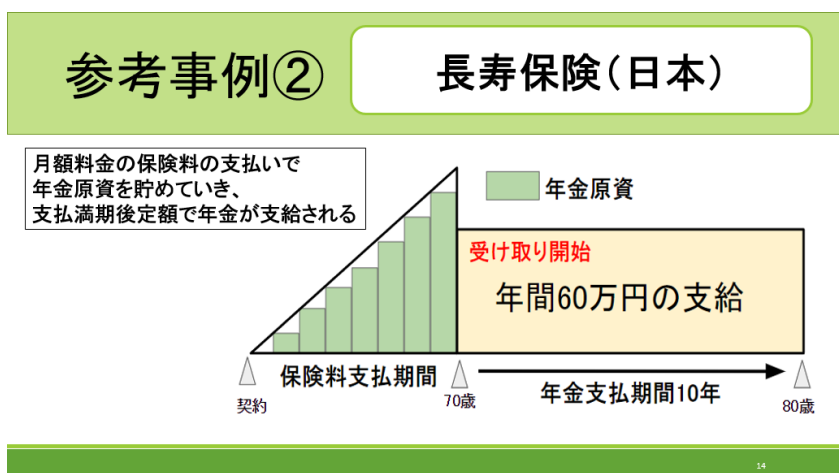 参考事例②
長寿保険(日本)
月額料金の保険料の支払いで
年金原資を貯めていき、
支払満期後定額で年金が支給される
年金原資
受け取り開始
年間60万円の支給
保険料支払期間
契約
70歳
年金支払期間10年
80歳
14